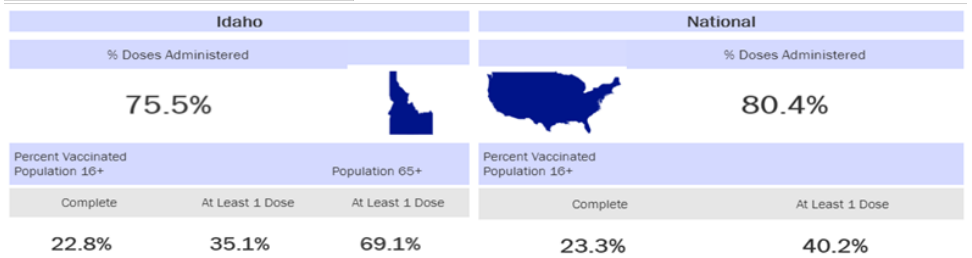 Idaho
National
% Doses Administered
% Doses Administered
75.5%
80.4%
Percent Vaccinated
Population 16+
Population 65+
Percent Vaccinated
Population 16+
Complete
At Least 1 Dose
At Least 1 Dose
Complete
At Least 1 Dose
22.8%
35.1%
69.1%
23.3%
40.2%